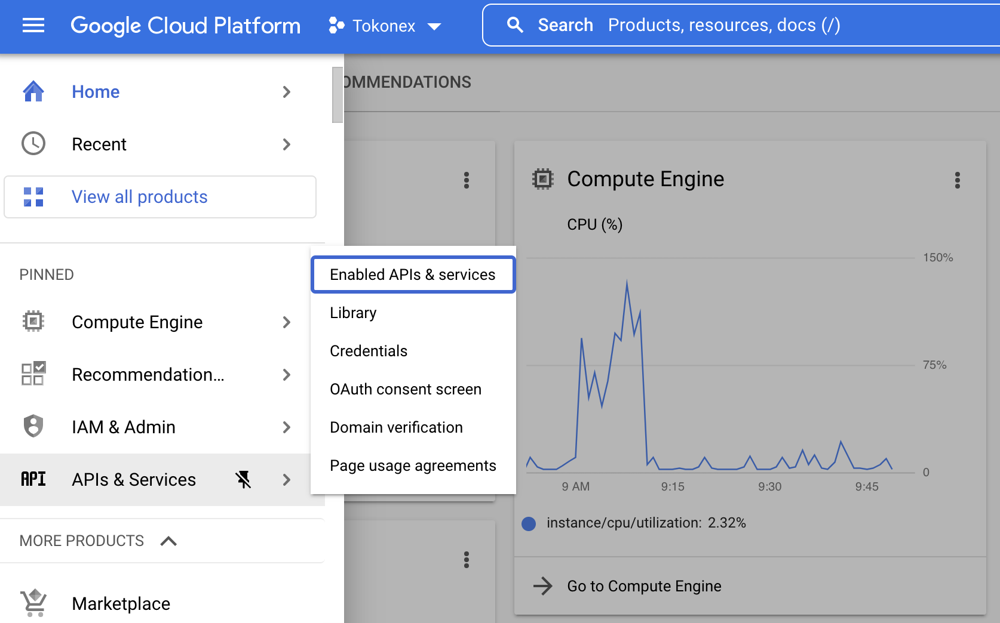 Google Cloud Platform
Tokonex
Search Products, resources, docs (/)
Home
Recent
View all products
PINNED
Compute Engine
Recommendation...
IAM & Admin
API APIs & Services
MORE PRODUCTS
Marketplace
Enabled APIs & services
Library
Credentials
OAuth consent screen
Domain verification
Page usage agreements
OMMENDATIONS
Compute Engine
CPU (%)
150%
75%
0
9 AM 9:15 9:30 9:45
instance/cpu/utilization: 2.32%
Go to Compute Engine